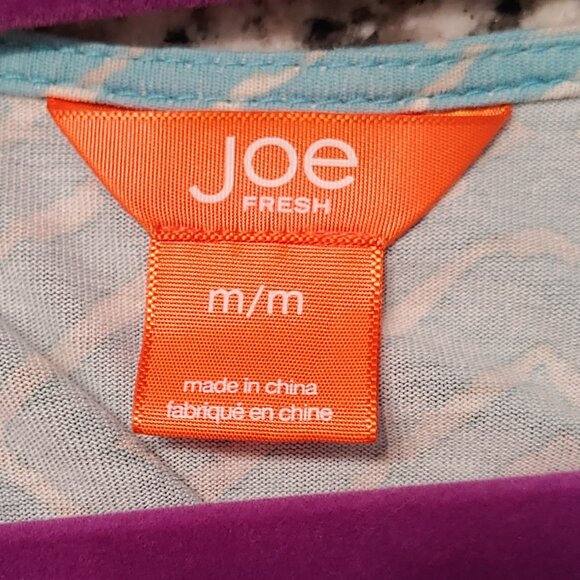 Joe
FRESH
m/m
made in china
fabriqué en chine